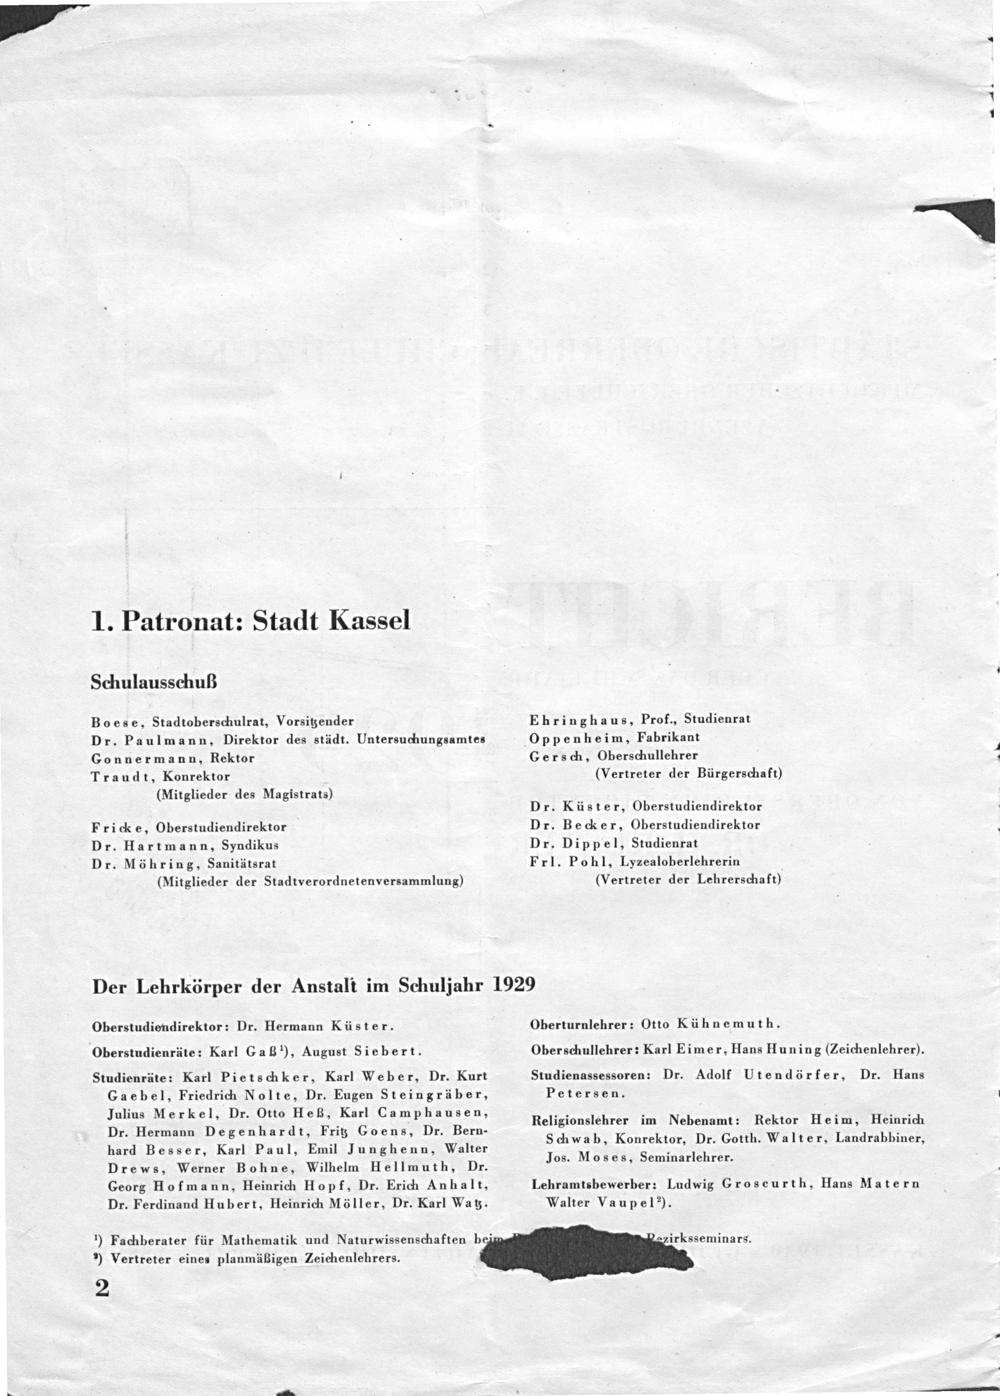 1. Patronat: Stadt Kassel
Schulausschuß
Boese, Stadtoberschulrat, Vorsitzender
Dr. Paulmann, Direktor des städt. Untersuchungsamtes
Gonnermann, Rektor
Traudt, Konrektor
(Mitglieder des Magistrats)
Fricke, Oberstudiendirektor
Dr. Hartmann, Syndikus
Dr. Möhring, Sanitätsrat
(Mitglieder der Stadtverordnetenversammlung)
Ehringhaus, Prof., Studienrat
Oppenheim, Fabrikant
Gersch, Oberschullehrer
(Vertreter der Bürgerschaft)
Dr. Küster, Oberstudiendirektor
Dr. Becker, Oberstudiendirektor
Dr. Dippel, Studienrat
Frl. Pohl, Lyzealoberlehrerin
(Vertreter der Lehrerschaft)
Der Lehrkörper der Anstalt im Schuljahr 1929
Oberstudiendirektor: Dr. Hermann Küster.
Oberstudienräte: Karl Gaß¹), August Siebert.
Studienräte: Karl Pietschker, Karl Weber, Dr. Kurt
Gaebel, Friedrich Nolte, Dr. Eugen Steingräber,
Julius Merkel, Dr. Otto Heß, Karl Camphausen,
Dr. Hermann Degenhardt, Fritz Goens, Dr. Bern-
hard Besser, Karl Paul, Emil Junghenn, Walter
Drews, Werner Bohne, Wilhelm Hellmuth, Dr.
Georg Hofmann, Heinrich Hopf, Dr. Erich Anhalt,
Dr. Ferdinand Hubert, Heinrich Möller, Dr. Karl Watz.
Oberturnlehrer: Otto Kühnemuth.
Oberschullehrer: Karl Eimer, Hans Huning (Zeichenlehrer).
Studienassessoren: Dr. Adolf Utendörfer, Dr. Hans
Petersen.
Religionslehrer im Nebenamt: Rektor Heim, Heinrich
Schwab, Konrektor, Dr. Gotth. Walter, Landrabbiner,
Jos. Moses, Seminarlehrer.
Lehramtsbewerber: Ludwig Groscurth, Hans Matern
Walter Vaupel²).
¹) Fachberater für Mathematik und Naturwissenschaften beim Bezirksseminars.
²) Vertreter eines planmäßigen Zeichenlehrers.
2